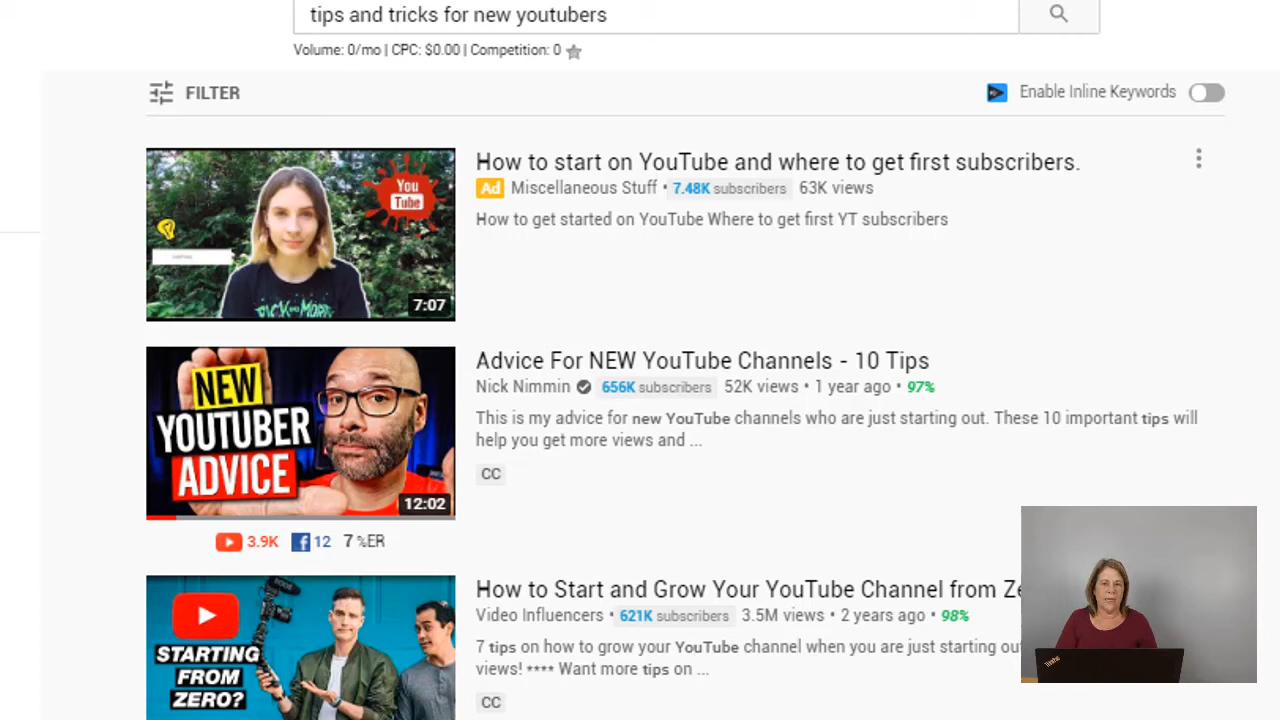 tips and tricks for new youtubers
Volume: 0/mo | CPC: $0.00 | Competition: 0
FILTER
Enable Inline Keywords
You
Tube
7:07
How to start on YouTube and where to get first subscribers.
Ad Miscellaneous Stuff • 7.48K subscribers 63K views
How to get started on YouTube Where to get first YT subscribers
NEW
YOUTUBER
ADVICE
12:02
3.9K 12 7 %ER
Advice For NEW YouTube Channels - 10 Tips
Nick Nimmin 656K subscribers 52K views • 1 year ago • 97%
This is my advice for new YouTube channels who are just starting out. These 10 important tips will
help you get more views and ...
CC
STARTING
FROM
ZERO?
How to Start and Grow Your YouTube Channel from
Video Influencers • 621K subscribers 3.5M views • 2 years ago • 98%
7 tips on how to grow your YouTube channel when you are just starting
views! **** Want more tips on ...
CC